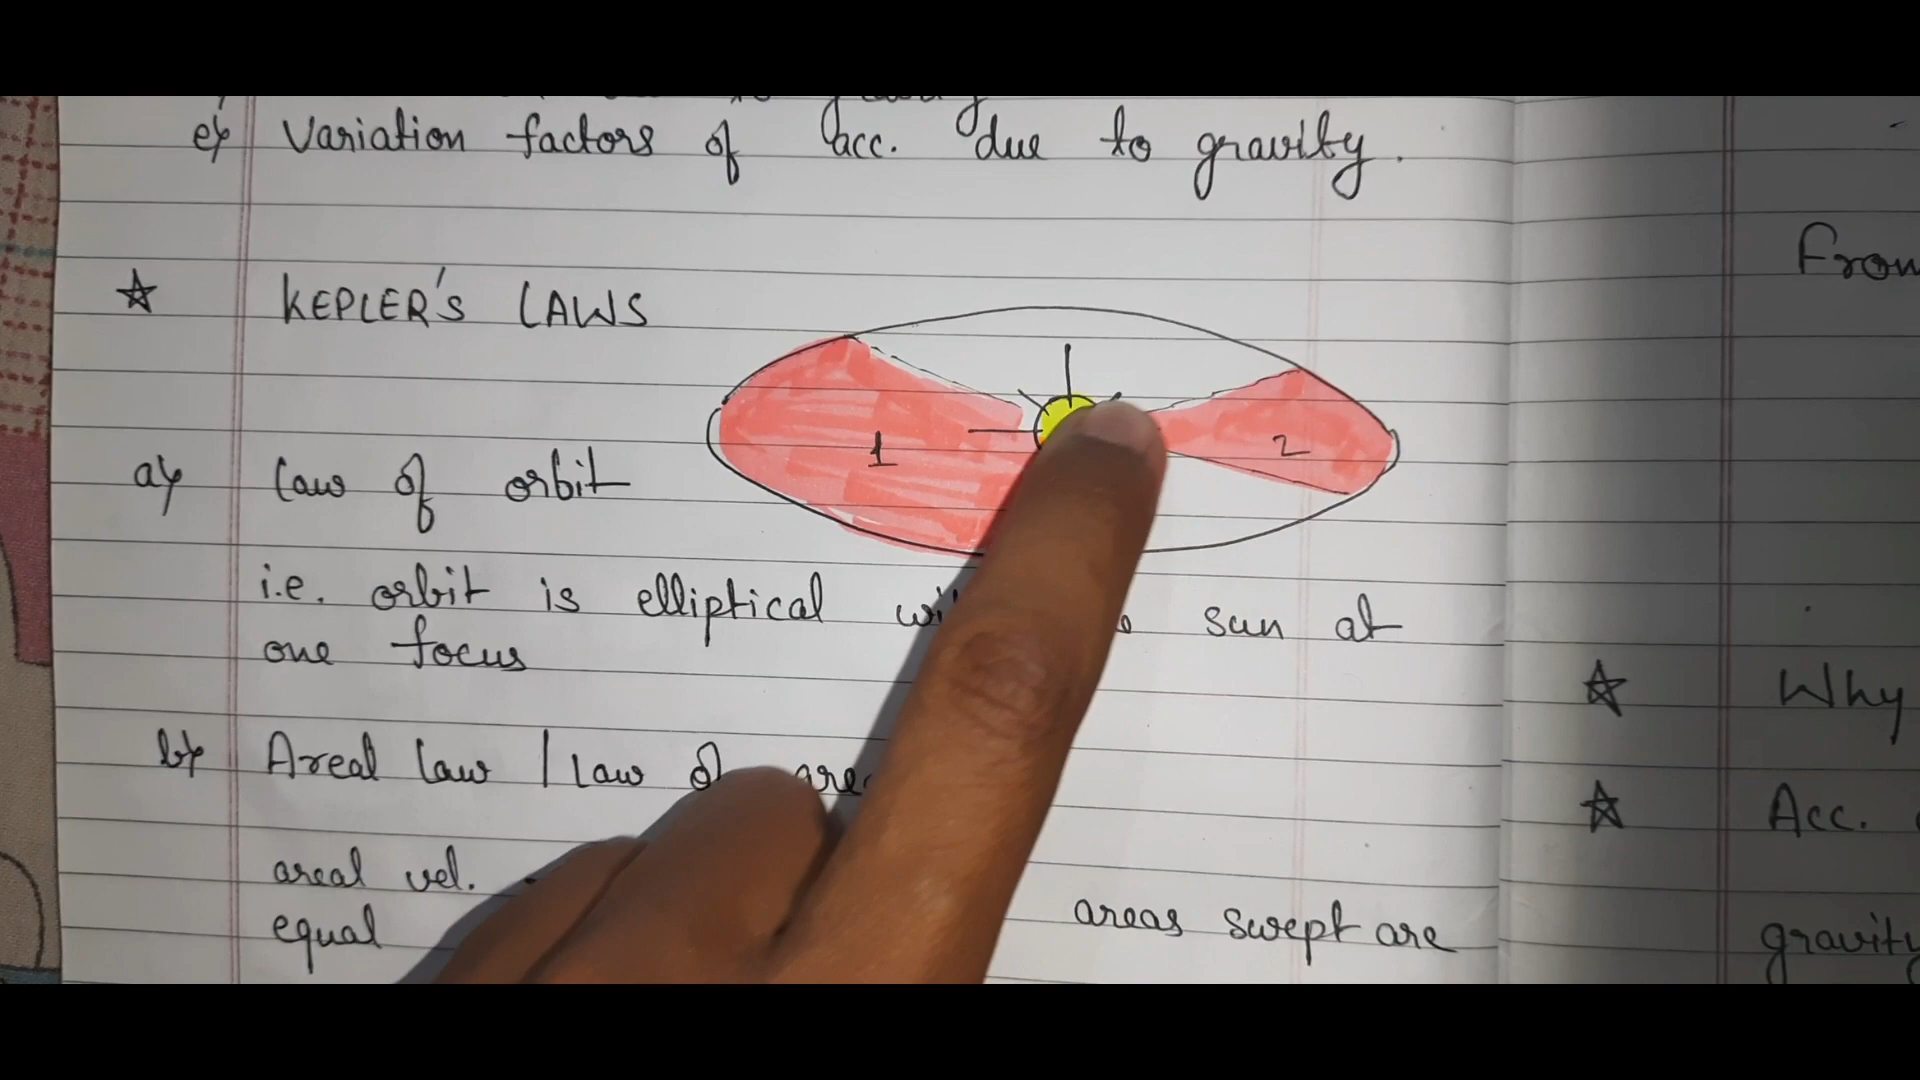 e) Variation factors of acc. due to gravity.
☆ KEPLER'S LAWS
1
2
a) law of orbit
i.e. orbit is elliptical sun at
one focus
b) Areal law / law of
areal vel.
areas swept are
equal
From
☆ Why
☆ Acc.
gravity